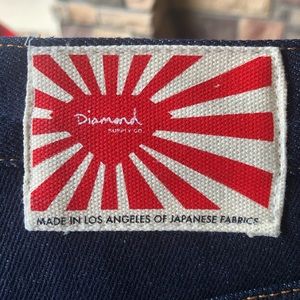 Diamond
SUPPLY CO.
MADE IN LOS ANGELES OF JAPANESE FABRICS